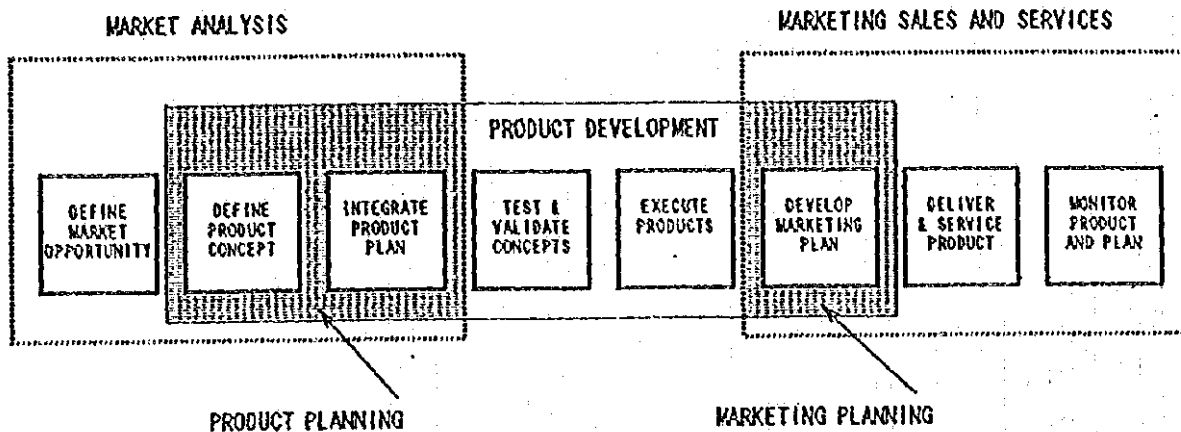 MARKET ANALYSIS
MARKETING SALES AND SERVICES
PRODUCT DEVELOPMENT
DEFINE
MARKET
OPPORTUNITY
DEFINE
PRODUCT
CONCEPT
INTEGRATE
PRODUCT
PLAN
TEST &
VALIDATE
CONCEPTS
EXECUTE
PRODUCTS
DEVELOP
MARKETING
PLAN
DELIVER
& SERVICE
PRODUCT
MONITOR
PRODUCT
AND PLAN
PRODUCT PLANNING
MARKETING PLANNING